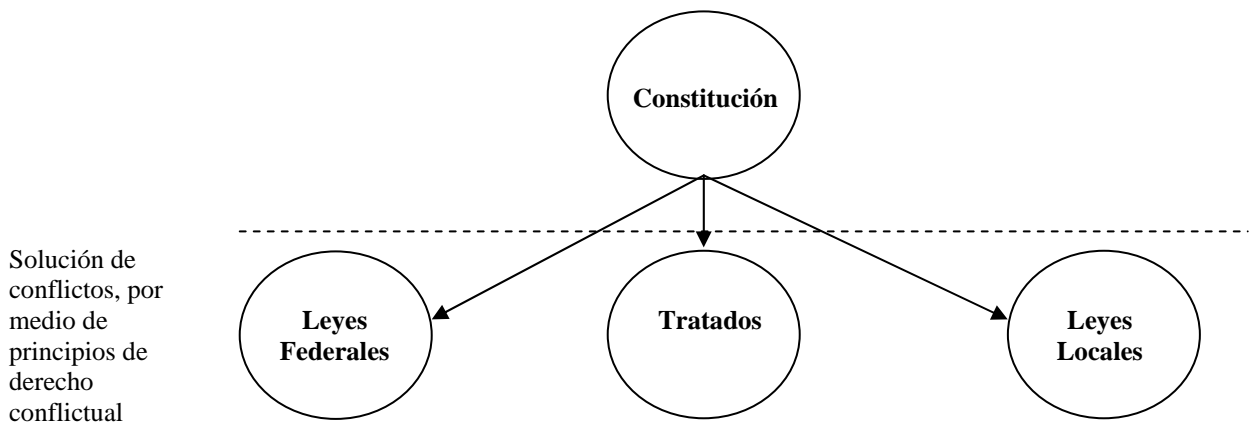 Constitución
Solución de
conflictos, por
medio de
principios de
derecho
conflictual
Leyes
Federales
Tratados
Leyes
Locales